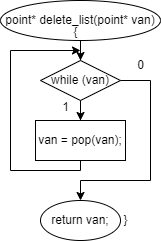 point* delete_list(point* van)
{
while (van)
0
1
van = pop(van);
return van; }